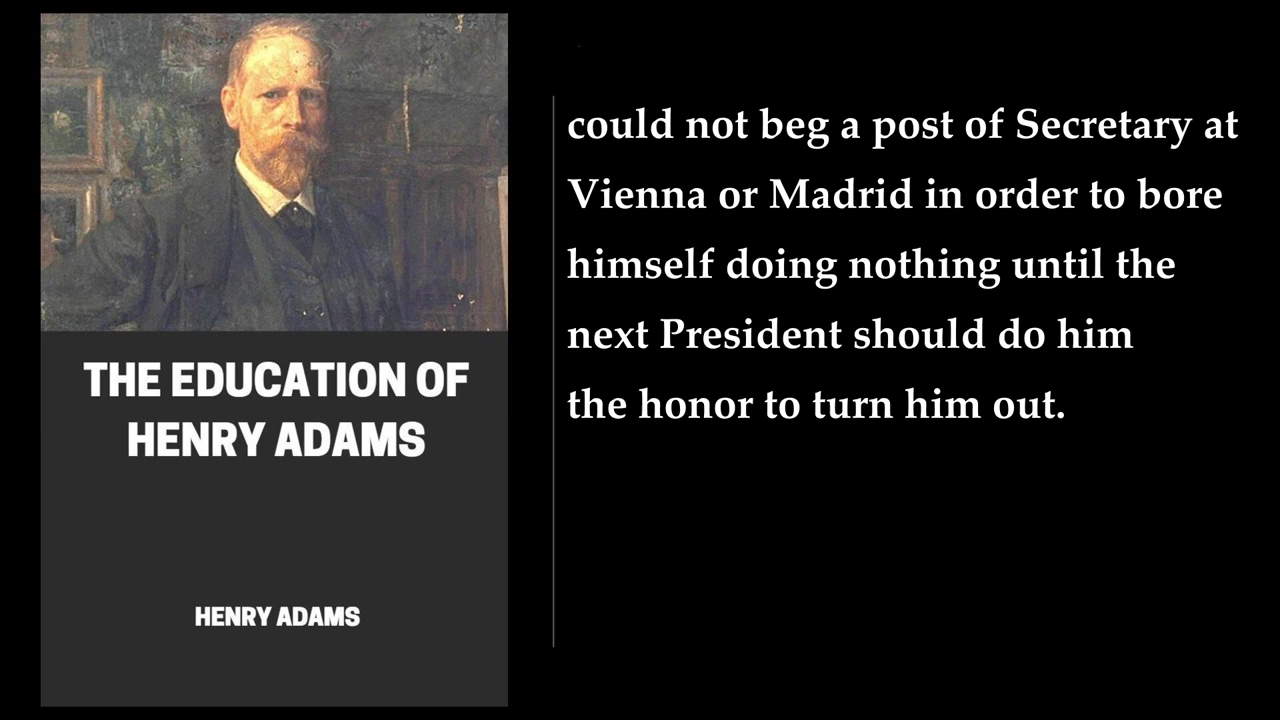 THE EDUCATION OF
HENRY ADAMS
HENRY ADAMS
could not beg a post of Secretary at
Vienna or Madrid in order to bore
himself doing nothing until the
next President should do him
the honor to turn him out.